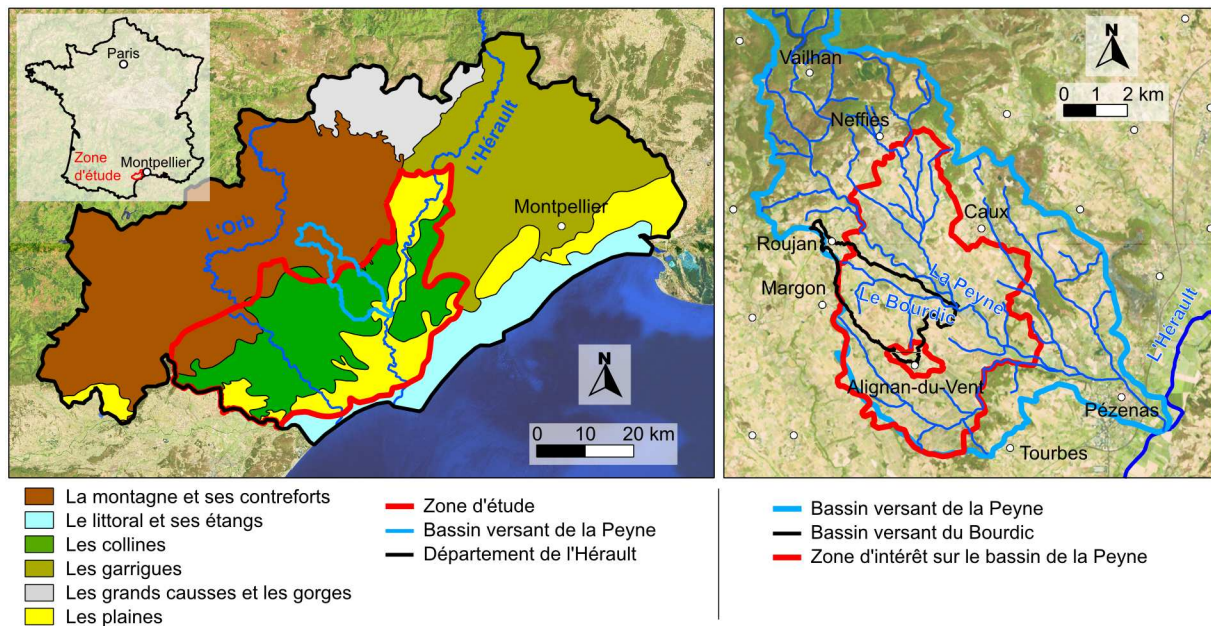 Paris
Montpellier
Zone
d'étude
L'Hérault
L'Orb
Montpellier
N
0 10 20 km
Vailhan
Neffiès
Caux
Roujan
La Peyne
Le Bourdic
Margon
L'Hérault
Alignan-du-Vent
Pézenas
Tourbes
N
0 1 2 km
La montagne et ses contreforts
Le littoral et ses étangs
Les collines
Les garrigues
Les grands causses et les gorges
Les plaines
Zone d'étude
Bassin versant de la Peyne
Département de l'Hérault
Bassin versant de la Peyne
Bassin versant du Bourdic
Zone d'intérêt sur le bassin de la Peyne